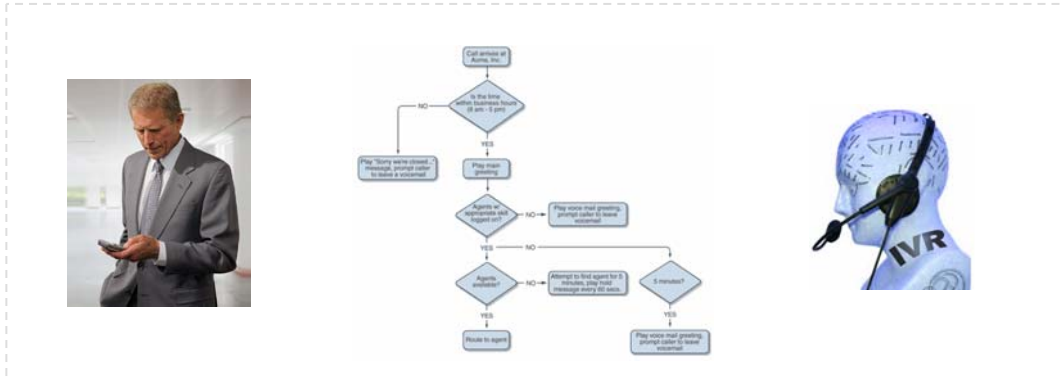 Call arrives at
Acme, Inc.
Is the time
within business hours
(8 am - 5 pm)
NO
YES
Play "Sorry we're closed..."
message, prompt caller
to leave a voicemail
Play main
greeting
Agents w/
appropriate skill
logged on?
NO
Play voice mail greeting,
prompt caller to leave
voicemail
YES
NO
Agents
available?
NO
Attempt to find agent for 5
minutes, play hold
message every 60 secs.
5 minutes?
YES
YES
Route to agent
Play voice mail greeting,
prompt caller to leave
voicemail
IVR